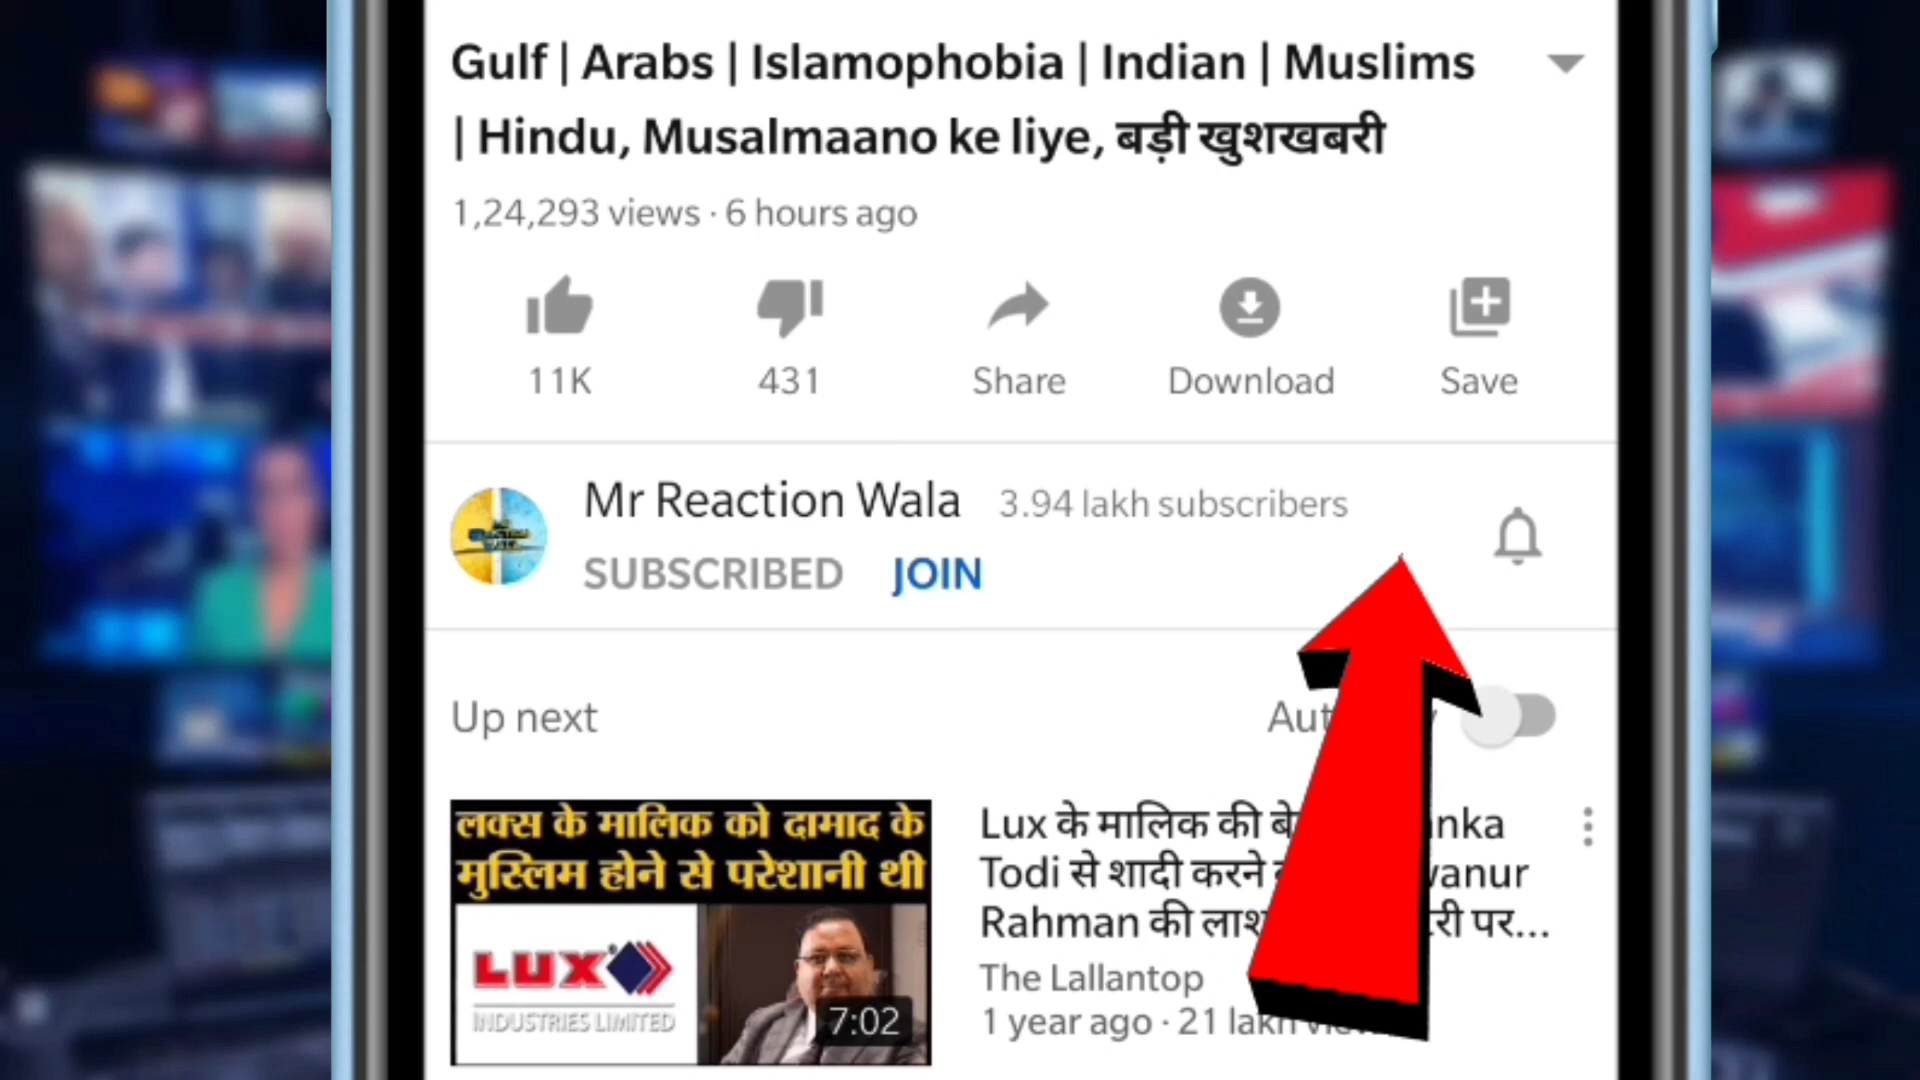 Gulf | Arabs | Islamophobia | Indian | Muslims
| Hindu, Musalmaano ke liye, बड़ी खुशखबरी
1,24,293 views · 6 hours ago
11K
431
Share
Download
Save
Mr Reaction Wala 3.94 lakh subscribers
SUBSCRIBED JOIN
Up next
लक्स के मालिक को दामाद के
मुस्लिम होने से परेशानी थी
LUX
INDUSTRIES LIMITED
7:02
Lux के मालिक की
Todi से शादी करने
Rahman की पर...
The Lallantop
1 year ago · 21 lakh